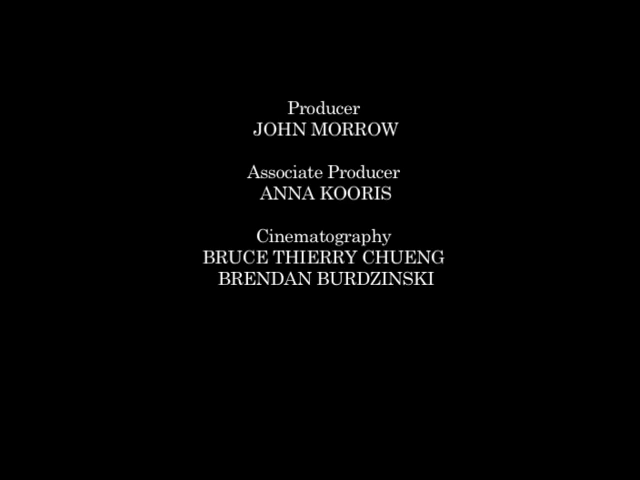 Producer
JOHN MORROW
Associate Producer
ANNA KOORIS
Cinematography
BRUCE THIERRY CHUENG
BRENDAN BURDZINSKI